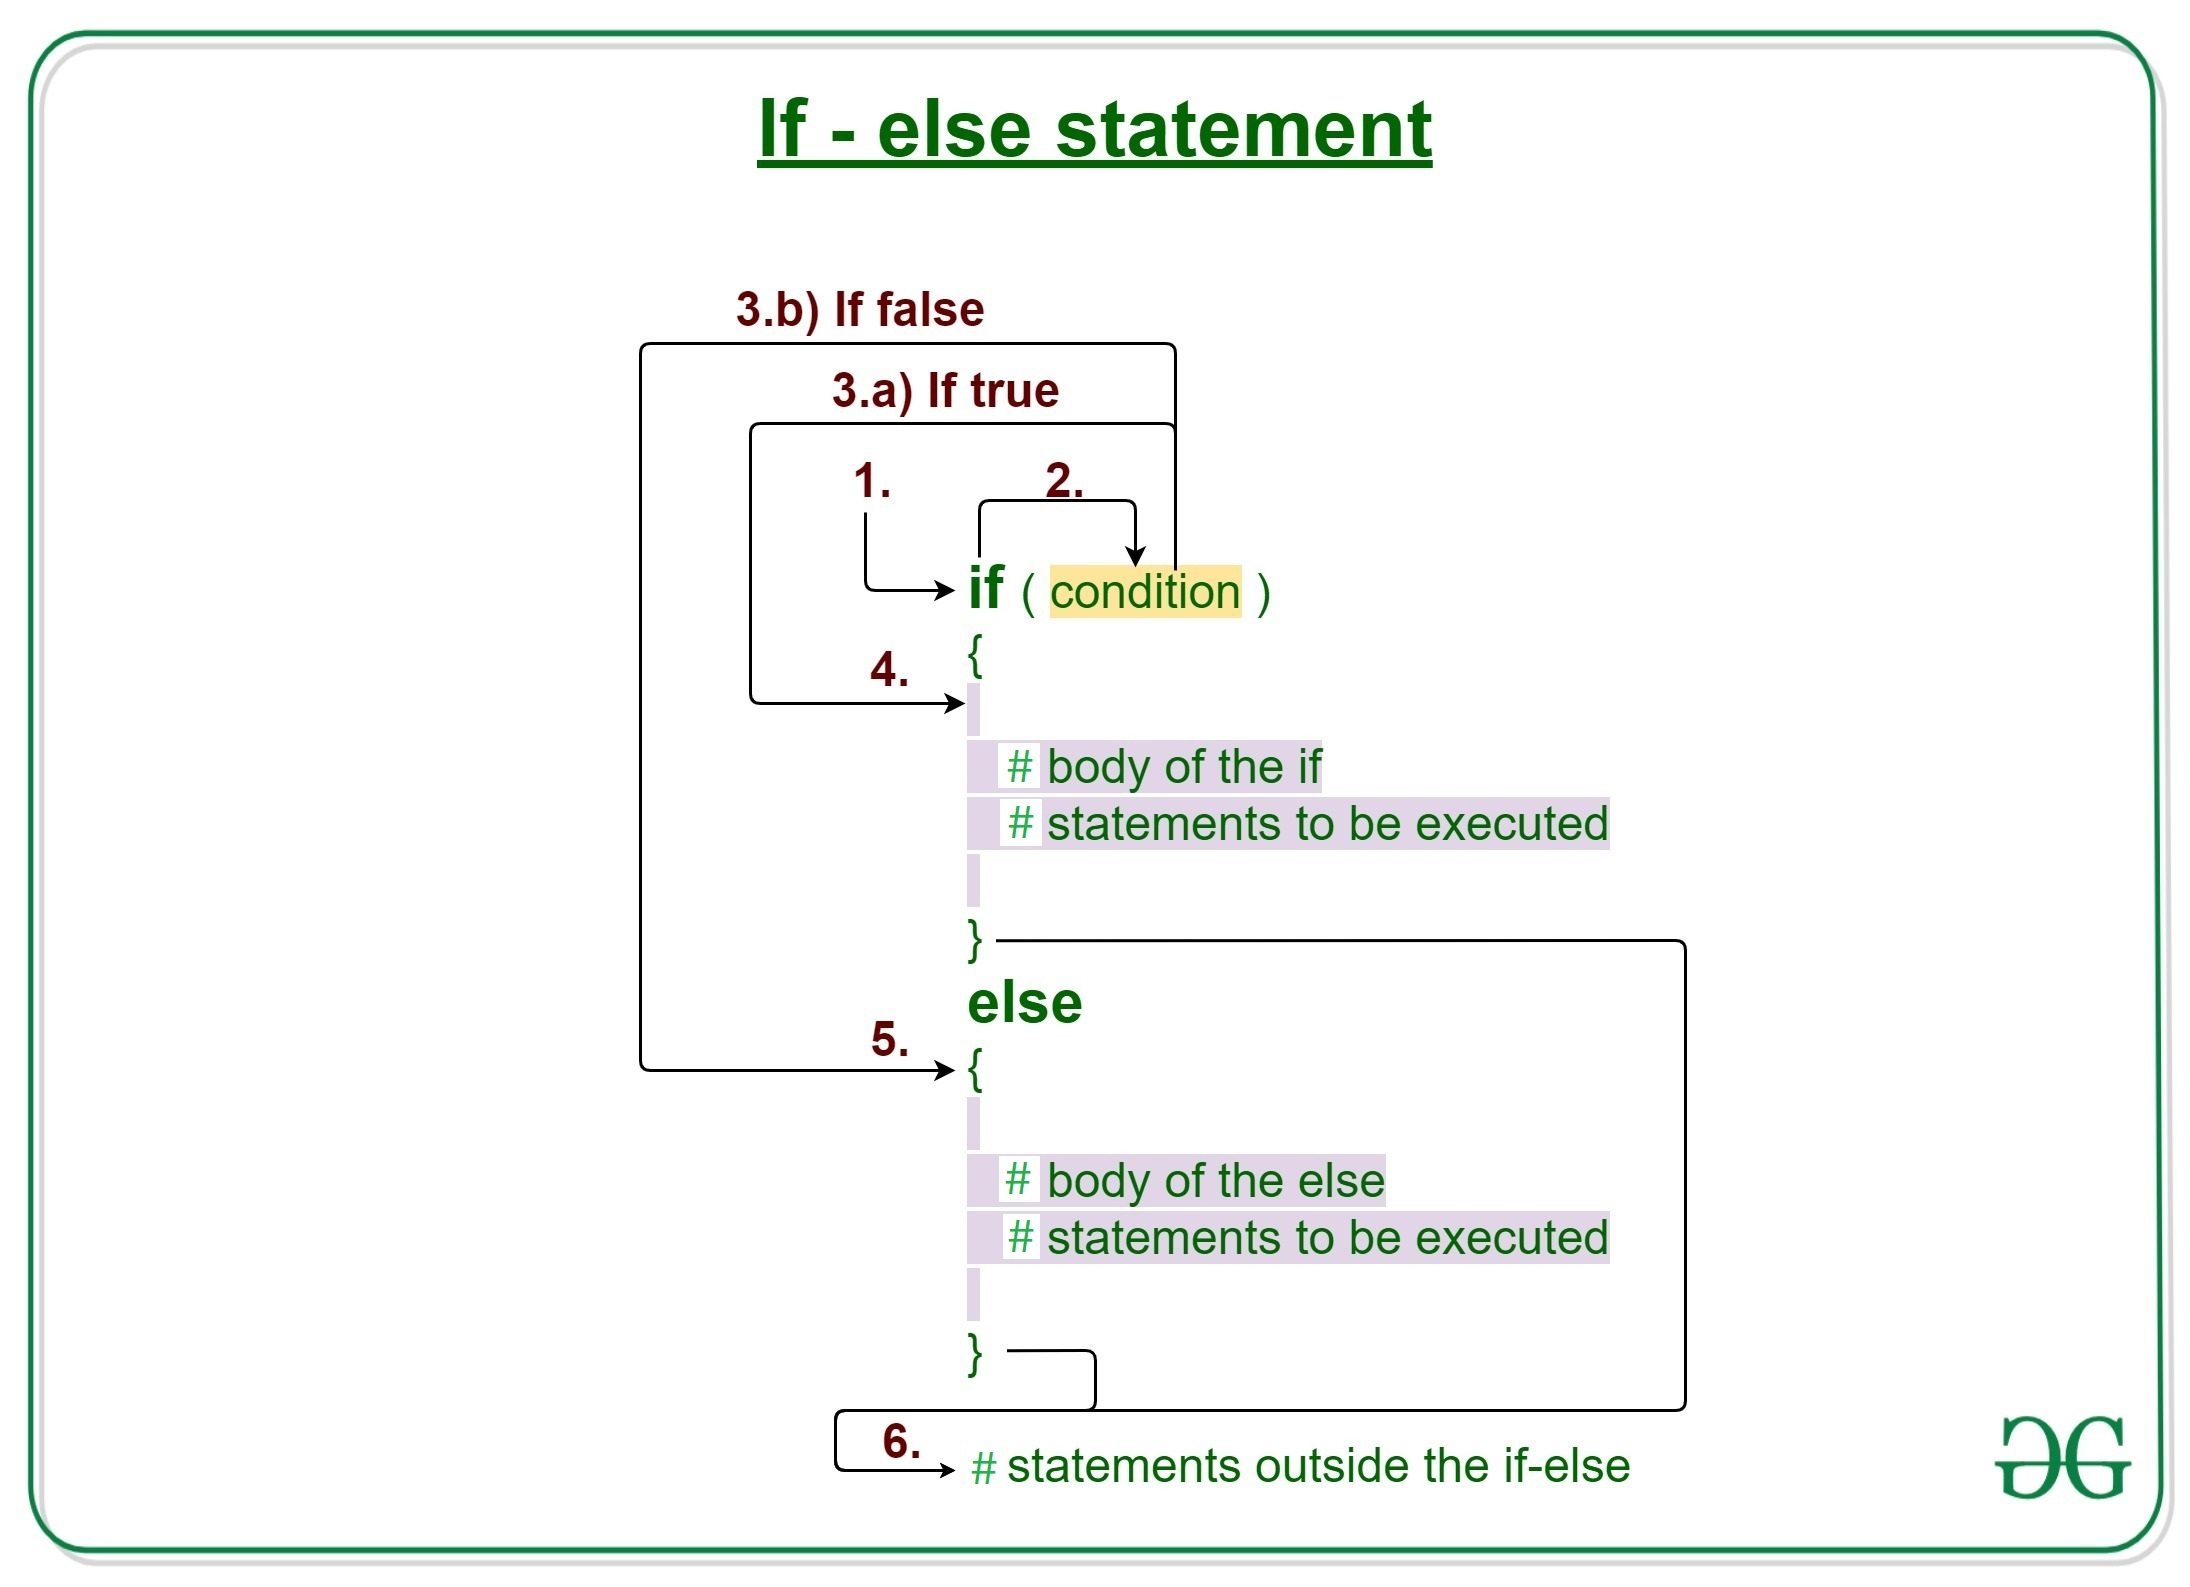 If - else statement
3.b) If false
3.a) If true
1.
2.
if ( condition )
{
4.
# body of the if
# statements to be executed
}
else
5.
{
# body of the else
# statements to be executed
}
6.
# statements outside the if-else
GG